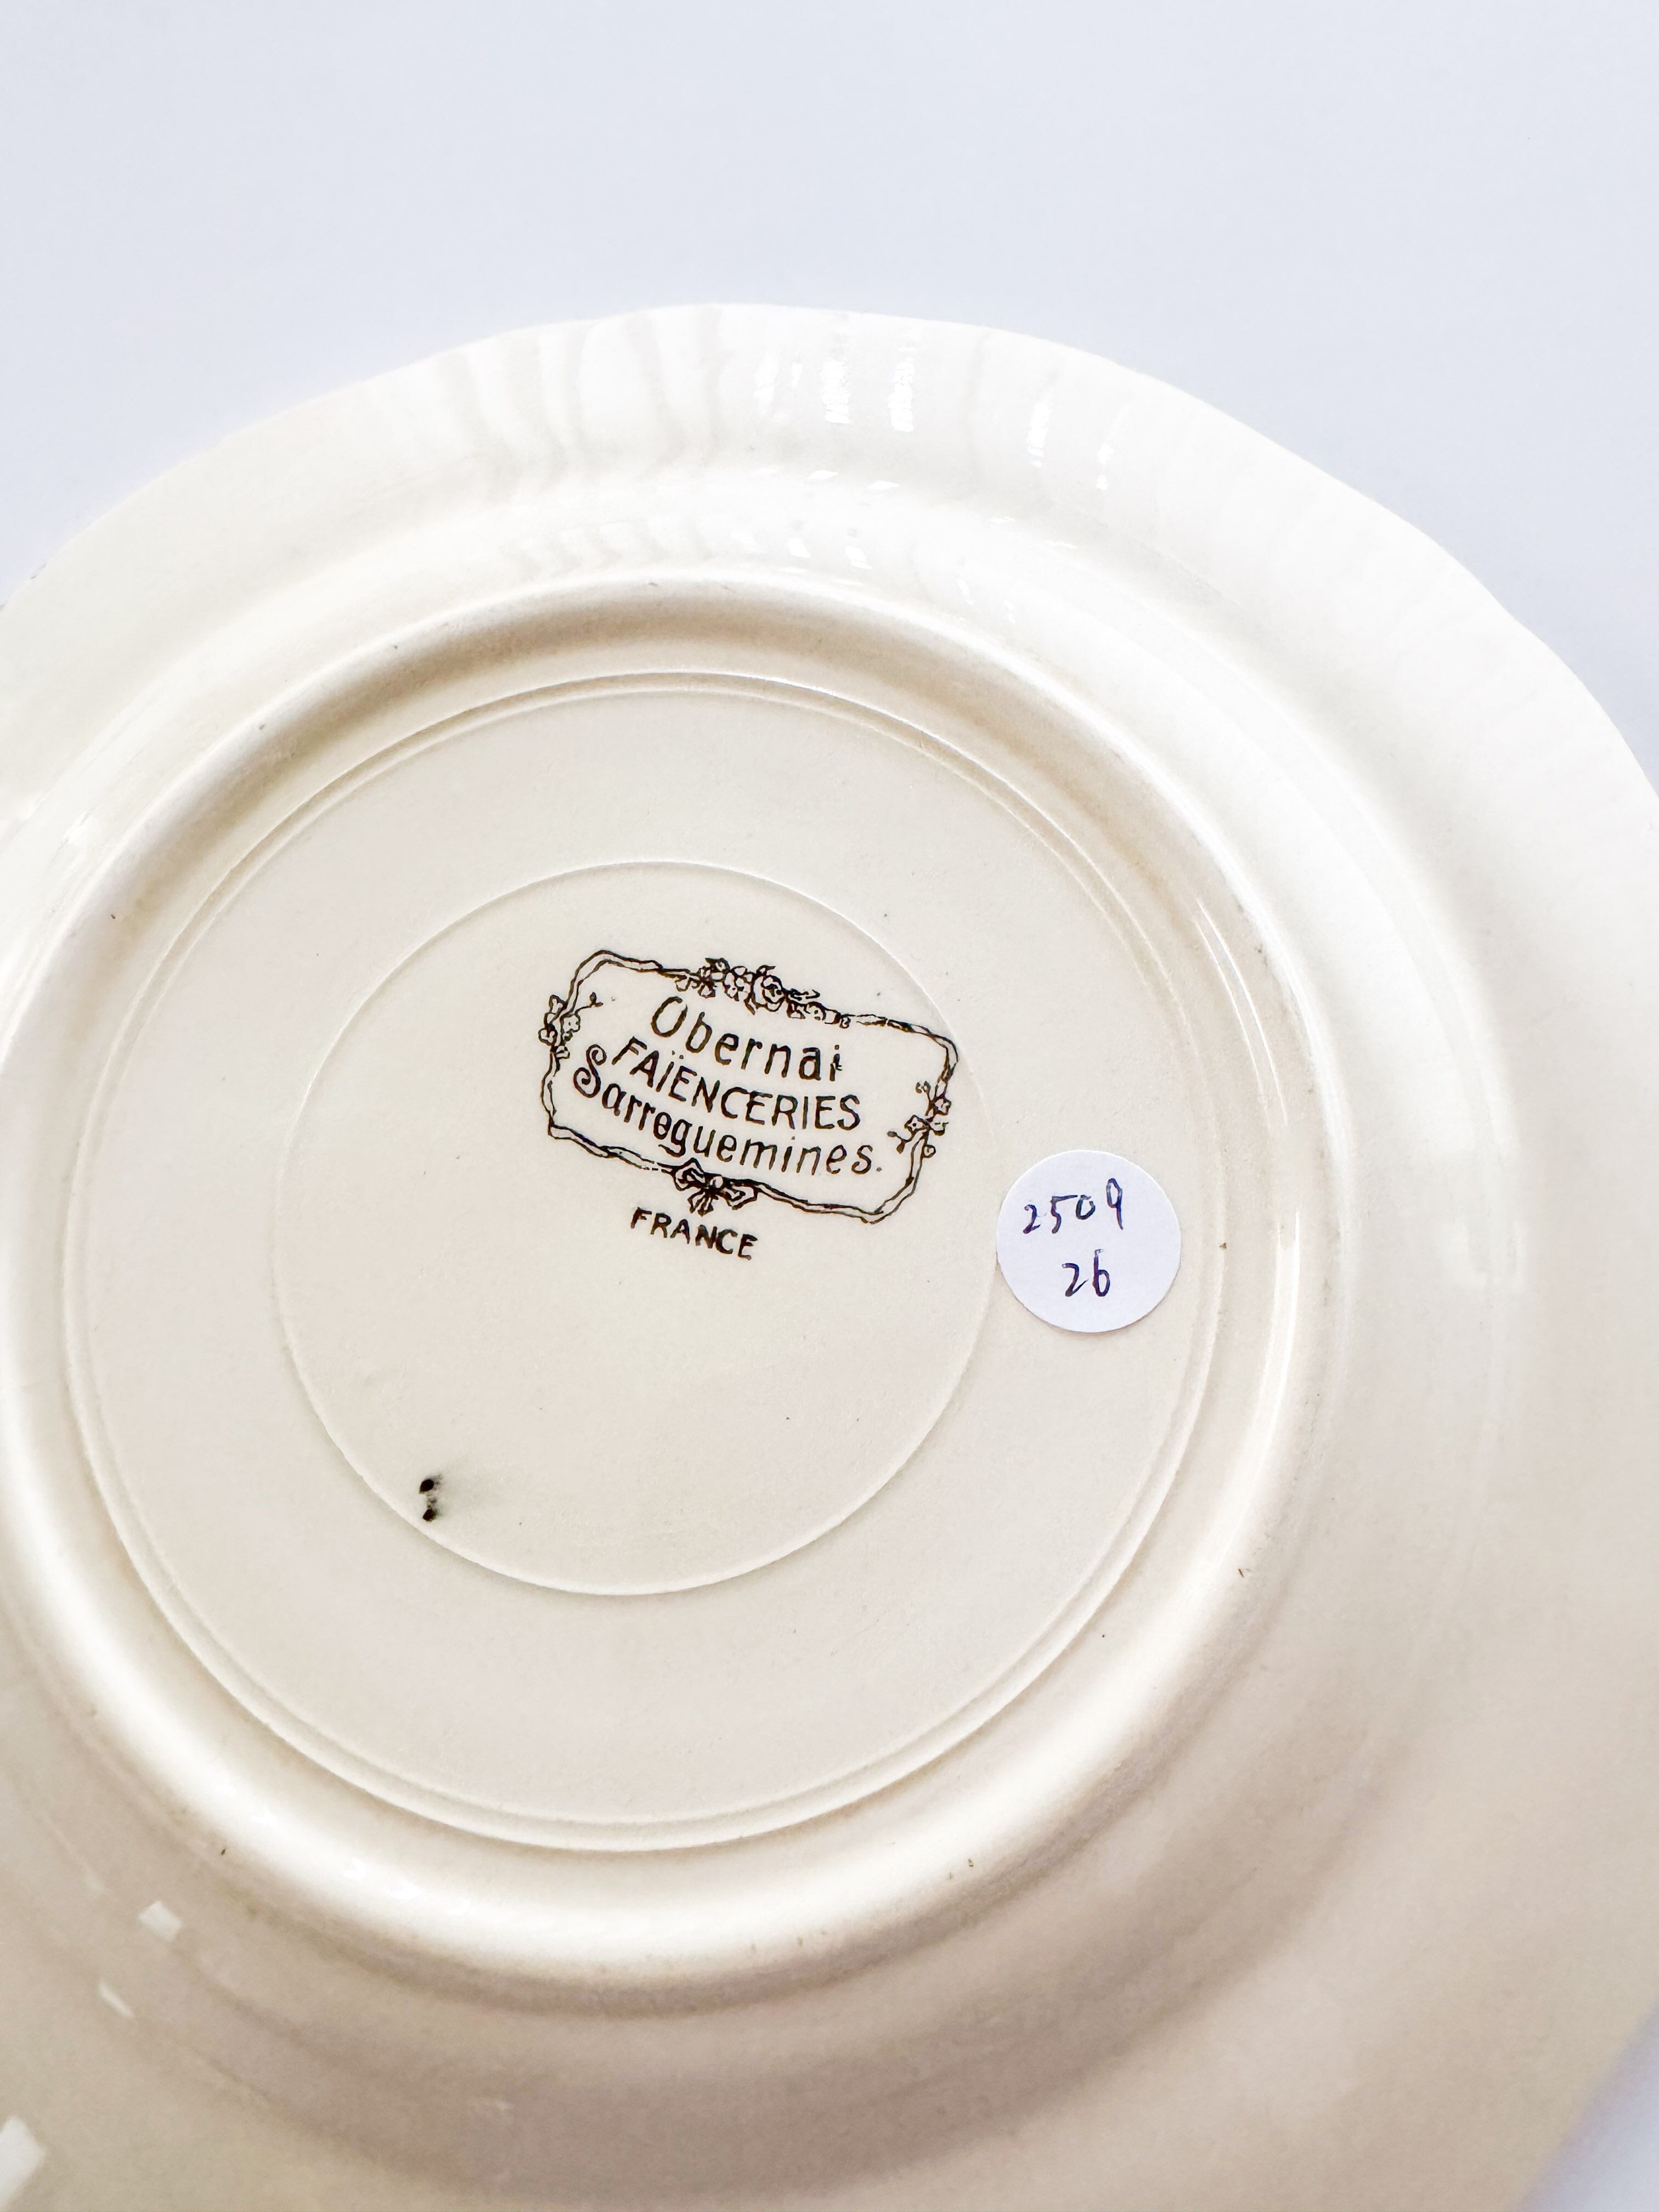 Obernai
FAÏENCERIES
Sarreguemines.
FRANCE
2509
26